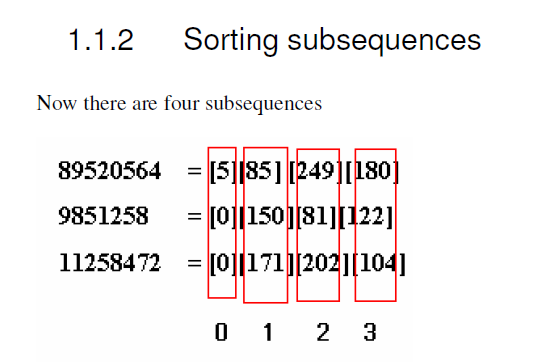 1.1.2 Sorting subsequences
Now there are four subsequences
89520564 = [5][85] [249][180]
9851258 = [0][150][81][122]
11258472 = [0][171][202][104]
0 1 2 3